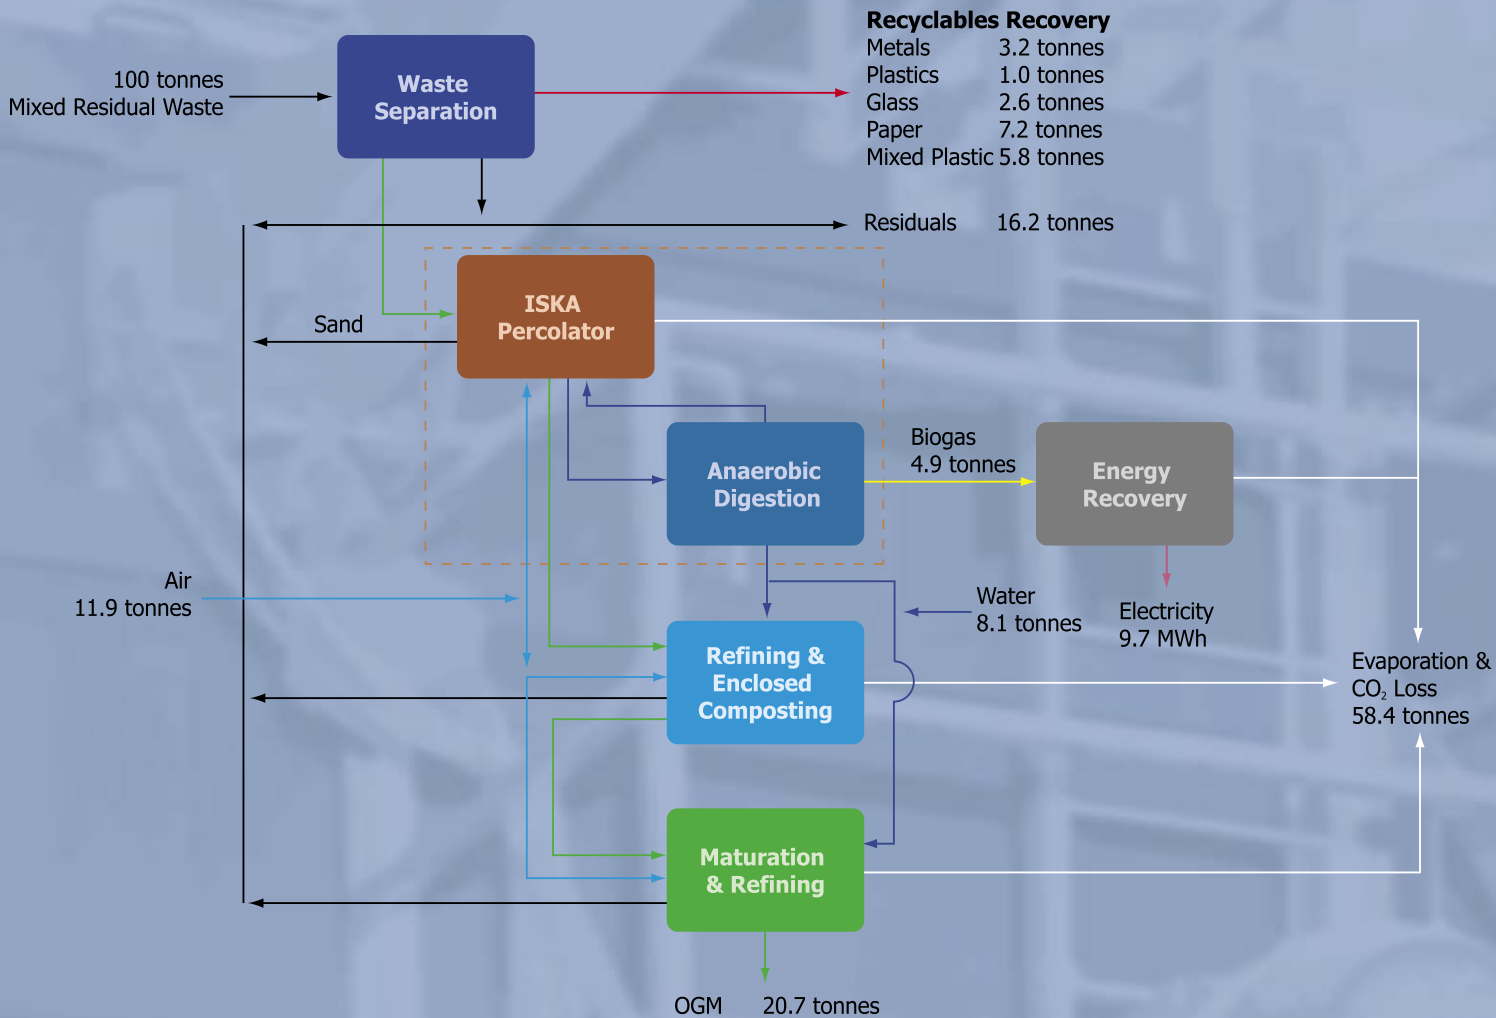 Recyclables Recovery
Metals 3.2 tonnes
Plastics 1.0 tonnes
Glass 2.6 tonnes
Paper 7.2 tonnes
Mixed Plastic 5.8 tonnes
100 tonnes
Mixed Residual Waste
Waste
Separation
Residuals 16.2 tonnes
ISKA
Percolator
Sand
Anaerobic
Digestion
Biogas
4.9 tonnes
Energy
Recovery
Air
11.9 tonnes
Water
8.1 tonnes
Electricity
9.7 MWh
Refining &
Enclosed
Composting
Evaporation &
CO₂ Loss
58.4 tonnes
Maturation
& Refining
OGM 20.7 tonnes